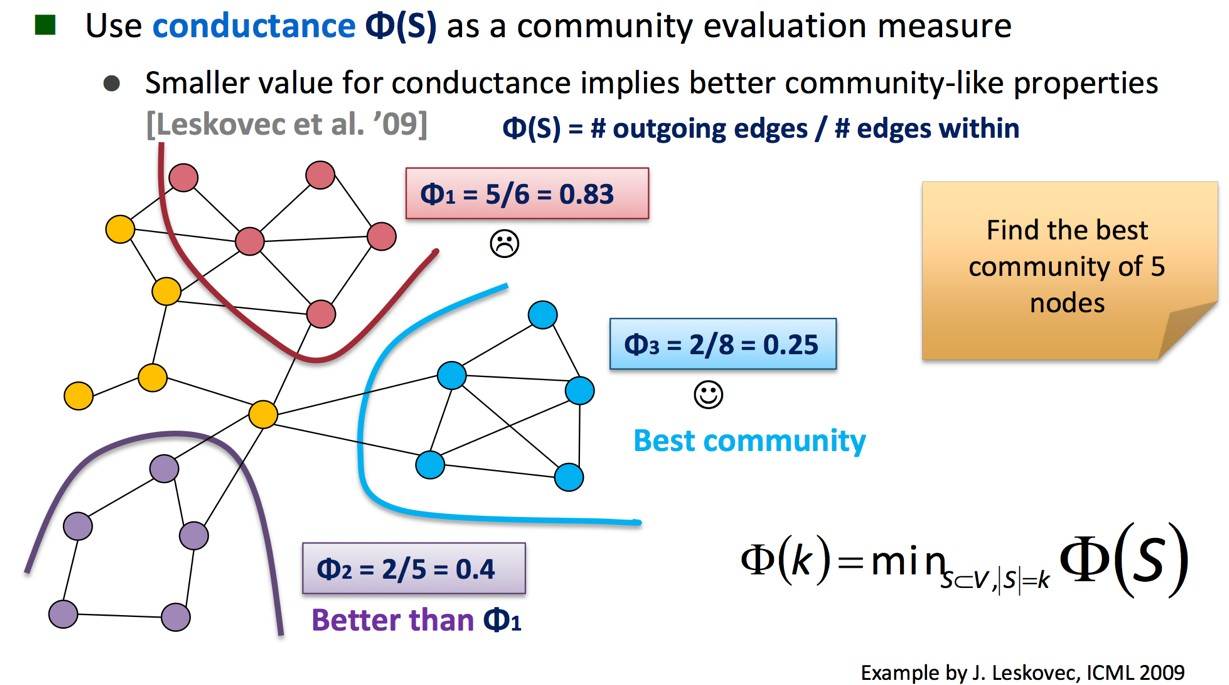 Use conductance Φ(S) as a community evaluation measure
Smaller value for conductance implies better community-like properties
[Leskovec et al. ’09]
Φ(S) = # outgoing edges / # edges within
Φ1 = 5/6 = 0.83
Find the best
community of 5
nodes
Φ3 = 2/8 = 0.25
Best community
Φ2 = 2/5 = 0.4
Better than Φ1
Φ(k) = min S⊂V,|S|=k Φ(S)
Example by J. Leskovec, ICML 2009